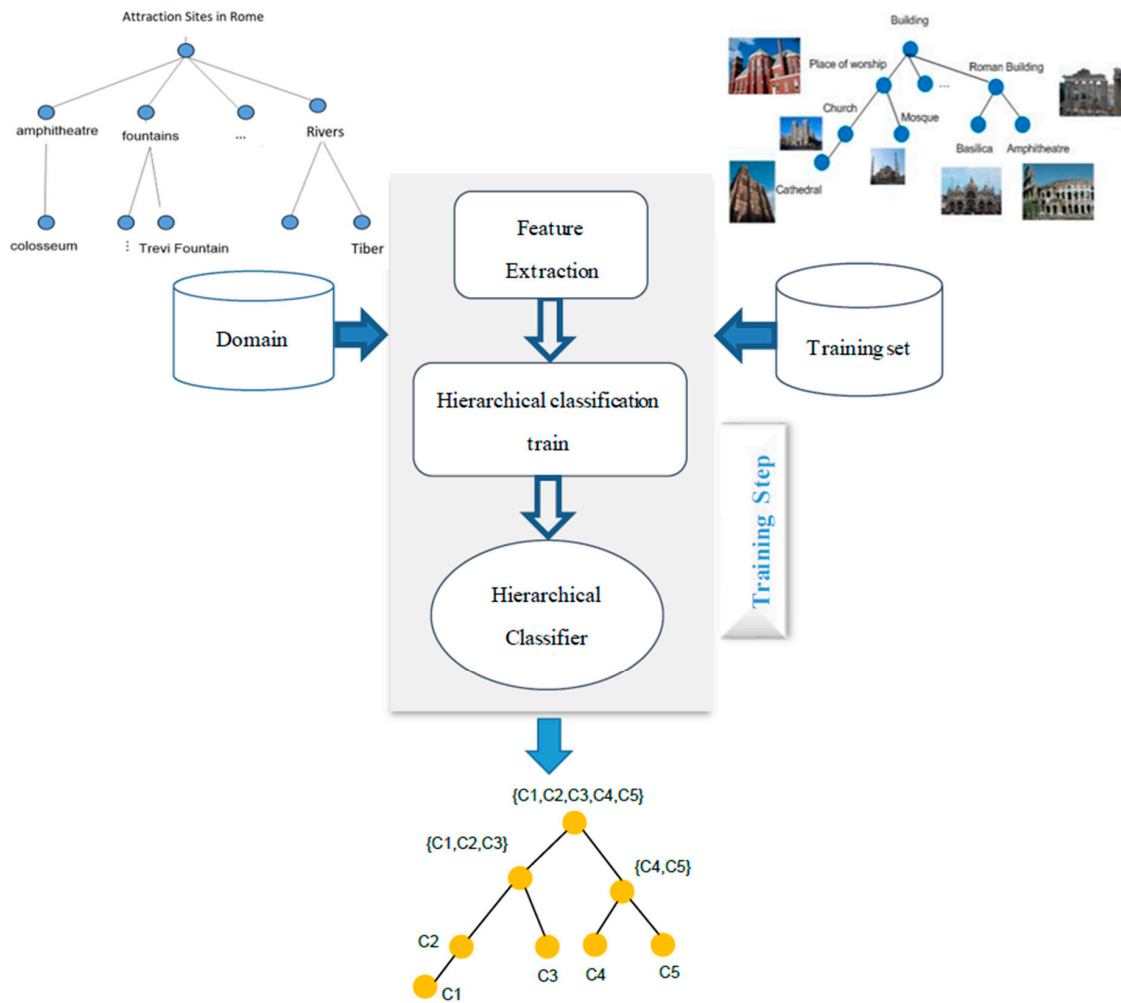 Attraction Sites in Rome
amphitheatre
fountains
...
Rivers
colosseum
⋮
Trevi Fountain
Tiber
Building
Place of worship
...
Roman Building
Church
Mosque
Basilica
Amphitheatre
Cathedral
Domain
Feature
Extraction
Training set
Hierarchical classification
train
Training Step
Hierarchical
Classifier
{C1,C2,C3,C4,C5}
{C1,C2,C3}
{C4,C5}
C2
C3
C4
C5
C1